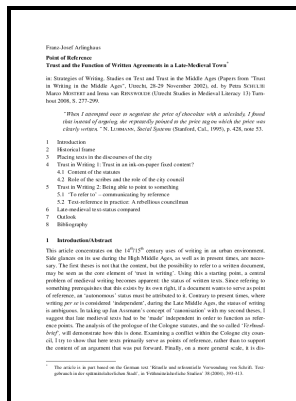 Franz-Josef Arlinghaus
Point of Reference
Trust and the Function of Written Agreements in a Late-Medieval Town*
in: Strategies of Writing. Studies on Text and Trust in the Middle Ages (Papers from "Trust
in Writing in the Middle Ages", Utrecht, 28-29 November 2002), ed. by Petra SCHULTE
Marco MOSTERT and Irma van RENSWOUDE (Utrecht Studies in Medieval Literacy 13) Turn-
hout 2008, S. 277-299.
"When I attempted once to negotiate the price of chocolate with a saleslady, I found
that instead of arguing, she repeatedly pointed to the price tag on which the price was
clearly written." N. LUHMANN, Social Systems (Stanford, Cal., 1995), p. 428, note 53.
1 Introduction
2 Historical frame
3 Placing texts in the discourses of the city
4 Trust in Writing 1: Trust in an ink-on-paper fixed content?
4.1 Content of the statutes
4.2 Role of the scribes and the role of the city council
5 Trust in Writing 2: Being able to point to something
5.1 'To refer to' – communicating by reference
5.2 Text-reference in practice: A rebellious councilman
6 Late-medieval text-status compared
7 Outlook
8 Bibliography
1 Introduction/Abstract
This article concentrates on the 14th/15th century uses of writing in an urban environment.
Side glances on its use during the High Middle Ages, as well as in present times, are neces-
sary. The first thesis is not that the content, but the possibility to refer to a written document,
may be seen as the core element of 'trust in writing'. Using this a starting point, a central
problem of medieval writing becomes apparent: the status of written texts. Since referring to
something prerequisites that this exists by its own right, if a document wants to serve as point
of reference, an 'autonomous' status must be attributed to it. Contrary to present times, where
writing per se is considered 'independent', during the Late Middle Ages, the status of writing
is ambiguous. In taking up Jan Assmann's concept of 'canonisation' with my second theses, I
suggest that late medieval texts had to be 'made' independent in order to function as refer-
ence points. The analysis of the prologue of the Cologne statutes, and the so called 'Verbund-
brief', will demonstrate how this is done. Examining a conflict within the Cologne city coun-
cil, I try to show that here texts primarily serve as points of reference, rather than to support
the content of an argument that was put forward. Finally, on a more general scale, it is dis-
* The article is in part based on the German text 'Rituelle und referentielle Verwendung von Schrift. Text-
gebrauch in der spätmittelalterlichen Stadt', in 'Frühmittelalterliche Studien' 38 (2004), 393-413.